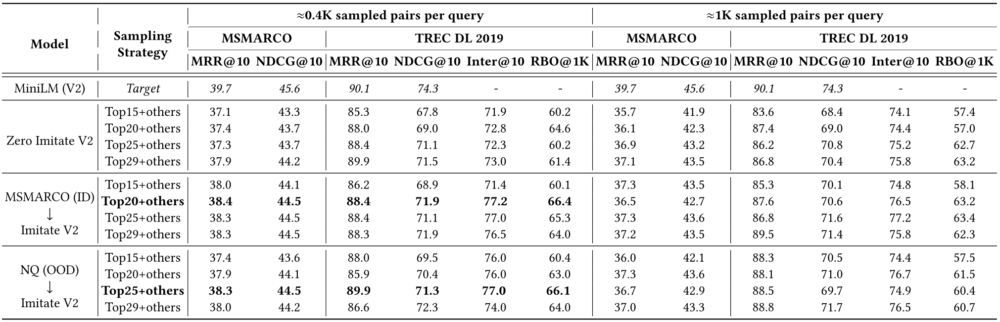 ≈0.4K sampled pairs per query ≈1K sampled pairs per query
Model Sampling Strategy MSMARCO TREC DL 2019 MSMARCO TREC DL 2019
MRR@10 NDCG@10 MRR@10 NDCG@10 Inter@10 RBO@1K MRR@10 NDCG@10 MRR@10 NDCG@10 Inter@10 RBO@1K
MiniLM (V2) Target 39.7 45.6 90.1 74.3 - - 39.7 45.6 90.1 74.3 - -
Zero Imitate V2
Top15+others 37.1 43.3 85.3 67.8 71.9 60.2 35.7 41.9 83.6 68.4 74.1 57.4
Top20+others 37.4 43.7 88.0 69.0 72.8 64.6 36.1 42.3 87.4 69.0 74.4 57.0
Top25+others 37.3 43.7 88.4 71.1 72.3 60.2 36.9 43.2 86.2 70.8 75.2 62.7
Top29+others 37.9 44.2 89.9 71.5 73.0 61.4 37.1 43.5 86.8 70.4 75.8 63.2
MSMARCO (ID)
↓
Imitate V2
Top15+others 38.0 44.1 86.2 68.9 71.4 60.1 37.3 43.5 85.3 70.1 74.8 58.1
Top20+others 38.4 44.5 88.4 71.9 77.2 66.4 36.5 42.7 87.6 70.6 76.5 63.2
Top25+others 38.3 44.5 88.4 71.1 77.0 65.3 37.3 43.6 86.8 71.6 77.2 63.4
Top29+others 38.3 44.5 88.3 71.9 76.5 64.0 37.2 43.5 89.5 71.4 75.8 62.3
NQ (OOD)
↓
Imitate V2
Top15+others 37.4 43.6 88.0 69.5 76.0 60.4 36.0 42.1 88.3 70.5 74.4 57.5
Top20+others 37.9 44.1 85.9 70.4 76.0 63.0 37.3 43.6 88.1 71.0 76.7 61.5
Top25+others 38.3 44.5 89.9 71.3 77.0 66.1 36.7 42.9 88.5 69.7 74.9 60.4
Top29+others 38.0 44.2 86.6 72.3 74.0 64.0 37.0 43.3 88.8 71.7 76.5 60.7